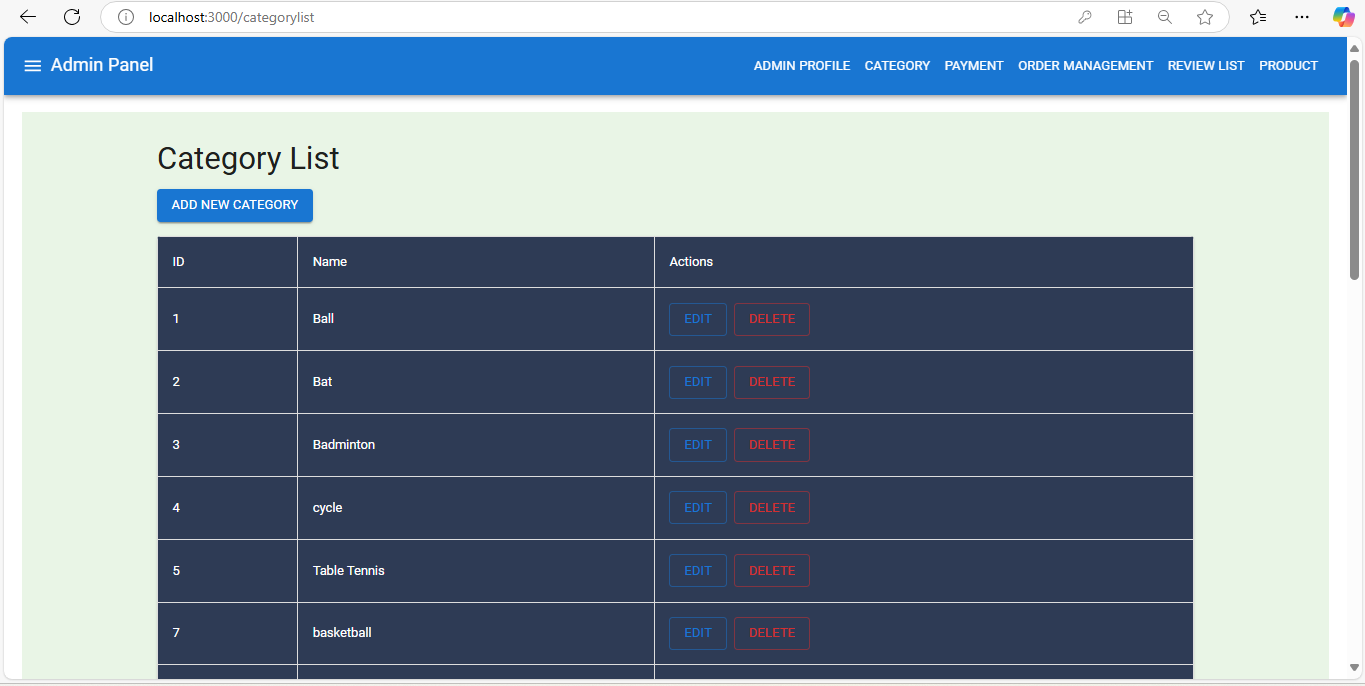 localhost:3000/categorylist
Admin Panel ADMIN PROFILE CATEGORY PAYMENT ORDER MANAGEMENT REVIEW LIST PRODUCT
Category List
ADD NEW CATEGORY
ID Name Actions
1 Ball EDIT DELETE
2 Bat EDIT DELETE
3 Badminton EDIT DELETE
4 cycle EDIT DELETE
5 Table Tennis EDIT DELETE
7 basketball EDIT DELETE